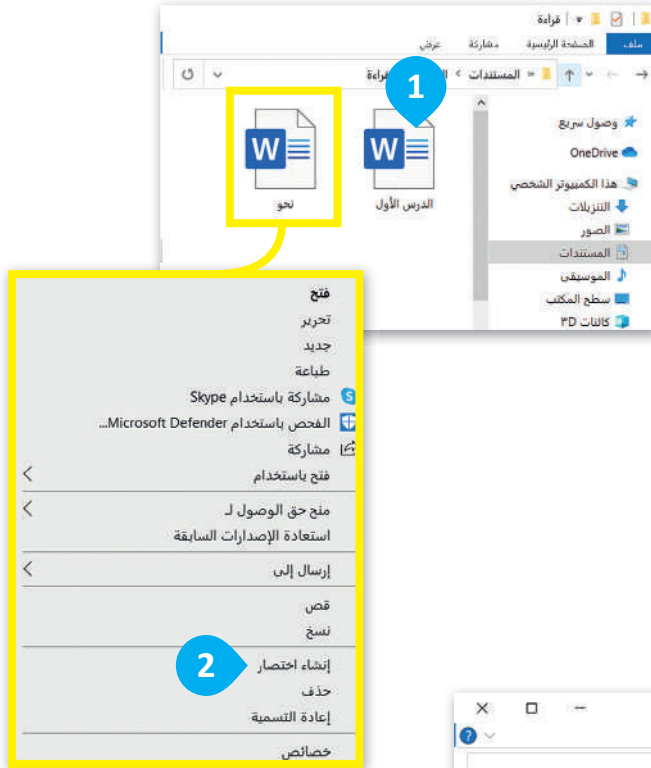 قراءة
ملف الصفحة الرئيسية مشاركة عرض
« المستندات > قراءة
وصول سريع
OneDrive
هذا الكمبيوتر الشخصي
التنزيلات
الصور
المستندات
الموسيقى
سطح المكتب
كائنات ٣D
1
W
الدرس الأول
W
نحو
فتح
تحرير
جديد
طباعة
مشاركة باستخدام Skype
الفحص باستخدام Microsoft Defender...
مشاركة
فتح باستخدام
منح حق الوصول لـ
استعادة الإصدارات السابقة
إرسال إلى
قص
نسخ
2
إنشاء اختصار
حذف
إعادة التسمية
خصائص